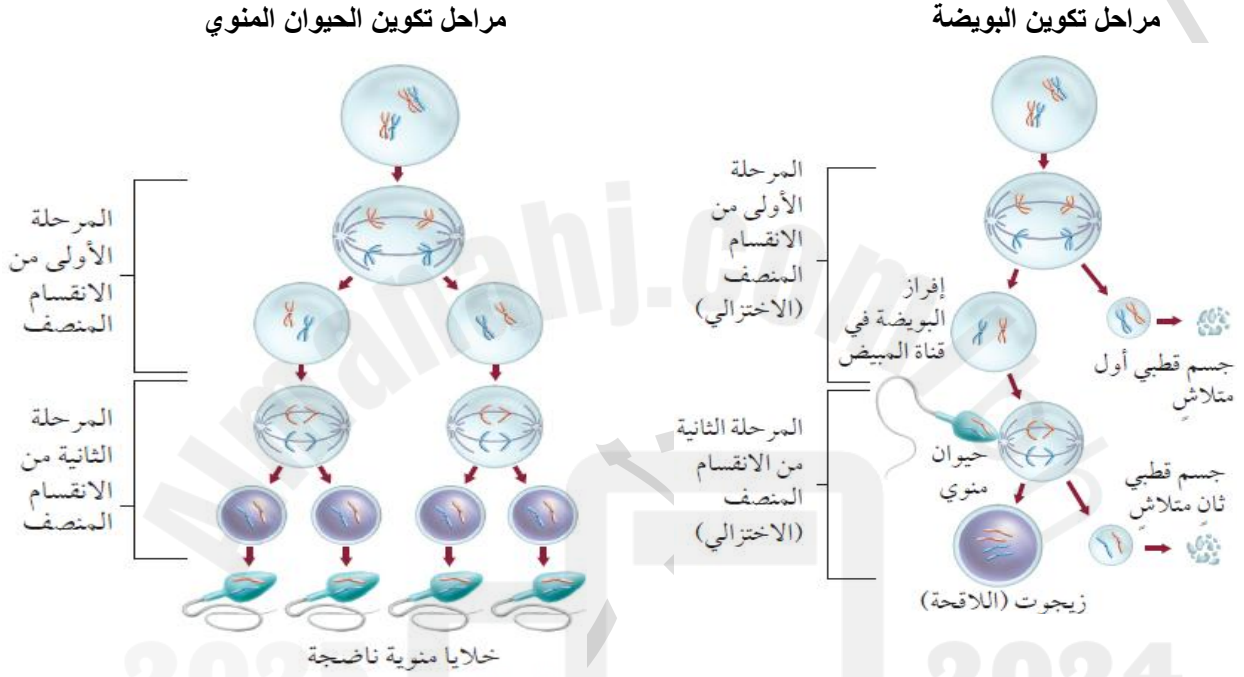 مراحل تكوين البويضة
المرحلة
الأولى من
الانقسام
المنصف
(الاختزالي)
إفراز
البويضة في
قناة المبيض
جسم قطبي أول
متلاشٍ
المرحلة الثانية
من الانقسام
المنصف
(الاختزالي)
حيوان
منوي
جسم قطبي
ثانٍ متلاشٍ
زيجوت (اللاقحة)
مراحل تكوين الحيوان المنوي
المرحلة
الأولى من
الانقسام
المنصف
المرحلة
الثانية من
الانقسام
المنصف
خلايا منوية ناضجة